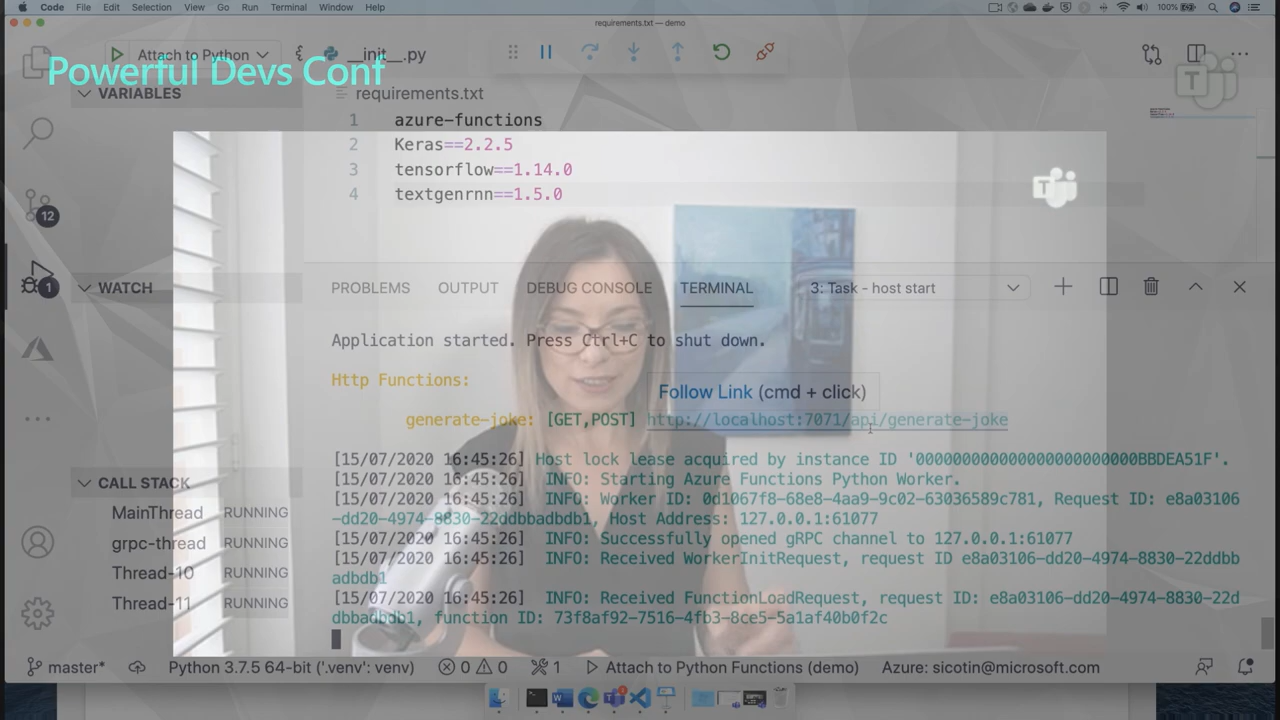 Code File Edit Selection View Go Run Terminal Window Help 100%
requirements.txt — demo
Attach to Python
__init__.py
Powerful Devs Conf
VARIABLES
requirements.txt
1 azure-functions
2 Keras==2.2.5
3 tensorflow==1.14.0
4 textgenrnn==1.5.0
12
1
WATCH
PROBLEMS OUTPUT DEBUG CONSOLE TERMINAL 3: Task - host start
Application started. Press Ctrl+C to shut down.
Http Functions:
Follow Link (cmd + click)
generate-joke: [GET,POST] http://localhost:7071/api/generate-joke
[15/07/2020 16:45:26] Host lock lease acquired by instance ID '000000000000000000000000BBDEA51F'.
[15/07/2020 16:45:26] INFO: Starting Azure Functions Python Worker.
[15/07/2020 16:45:26] INFO: Worker ID: 0d1067f8-68e8-4aa9-9c02-63036589c781, Request ID: e8a03106
-dd20-4974-8830-22ddbbadbdb1, Host Address: 127.0.0.1:61077
[15/07/2020 16:45:26] INFO: Successfully opened gRPC channel to 127.0.0.1:61077
[15/07/2020 16:45:26] INFO: Received WorkerInitRequest, request ID e8a03106-dd20-4974-8830-22ddbb
adbdb1
[15/07/2020 16:45:26] INFO: Received FunctionLoadRequest, request ID: e8a03106-dd20-4974-8830-22d
dbbadbdb1, function ID: 73f8af92-7516-4fb3-8ce5-5a1af40b0f2c
CALL STACK
MainThread RUNNING
grpc-thread RUNNING
Thread-10 RUNNING
Thread-11 RUNNING
master* Python 3.7.5 64-bit ('.venv': venv) 0 0 1 Attach to Python Functions (demo) Azure: sicotin@microsoft.com